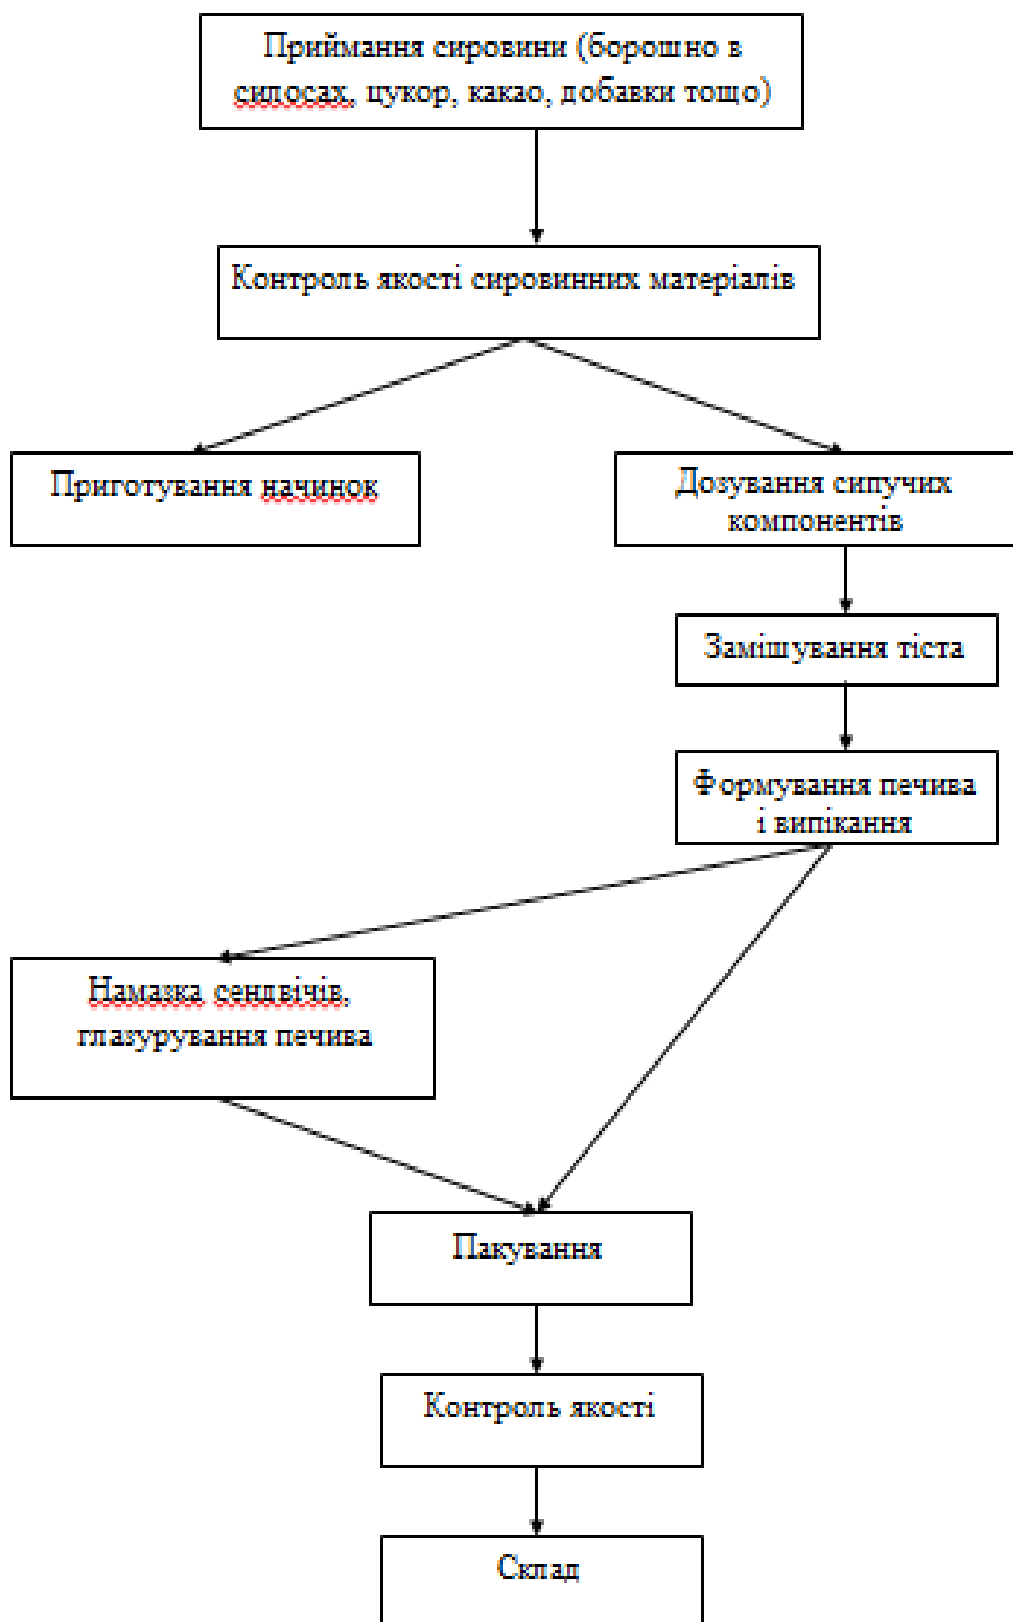 Приймання сировини (борошно в
силосах, цукор, какао, добавки тощо)
Контроль якості сировинних матеріалів
Приготування начинок
Дозування сипучих
компонентів
Замішування тіста
Формування печива
і випікання
Намазка сендвічів,
глазурування печива
Пакування
Контроль якості
Склад